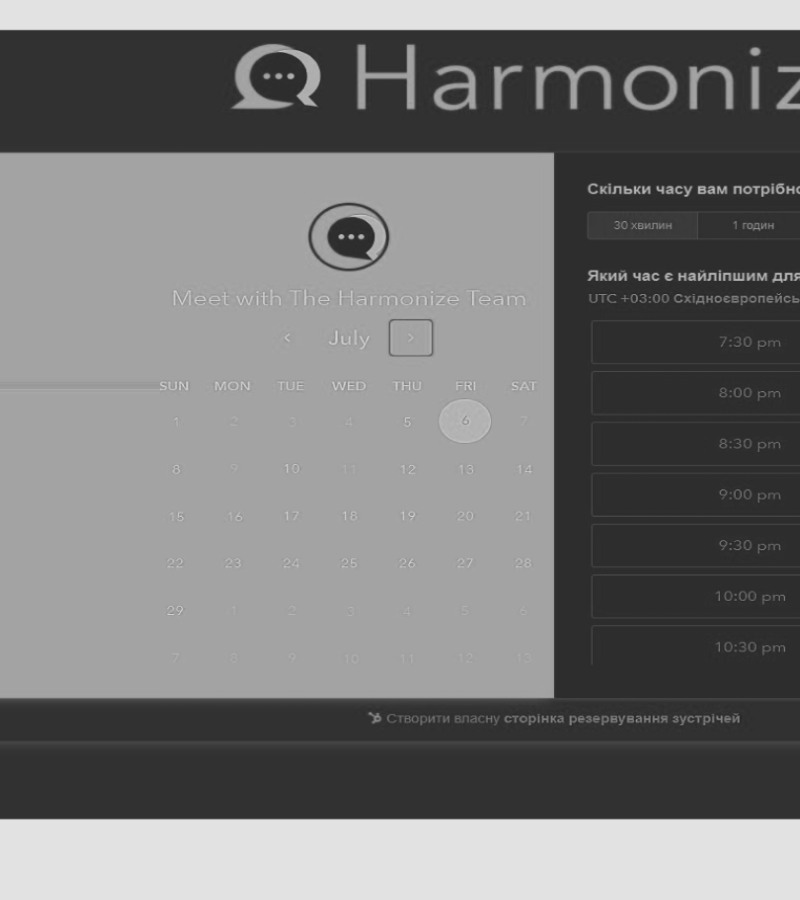 Harmoniz
Meet with The Harmonize Team
July
SUN MON TUE WED THU FRI SAT
1 2 3 4 5 6 7
8 9 10 11 12 13 14
15 16 17 18 19 20 21
22 23 24 25 26 27 28
29 1 2 3 4 5 6
7 8 9 10 11 12 13
Скільки часу вам потрібно
30 хвилин 1 годин
Який час є найліпшим для
UTC +03:00 Східноєвропейсь
7:30 pm
8:00 pm
8:30 pm
9:00 pm
9:30 pm
10:00 pm
10:30 pm
Створити власну сторінка резервування зустрічей